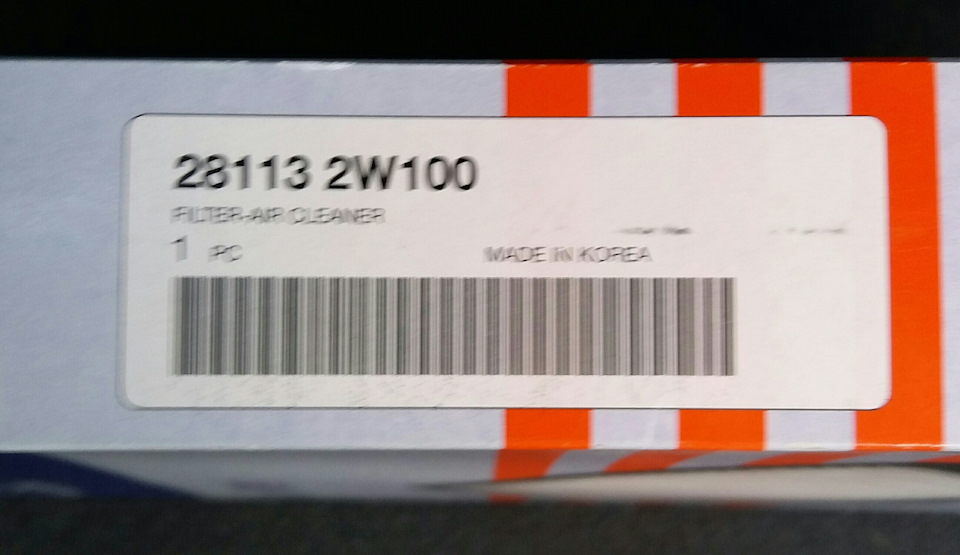 28113 2W100
FILTER-AIR CLEANER
1 PC MADE IN KOREA